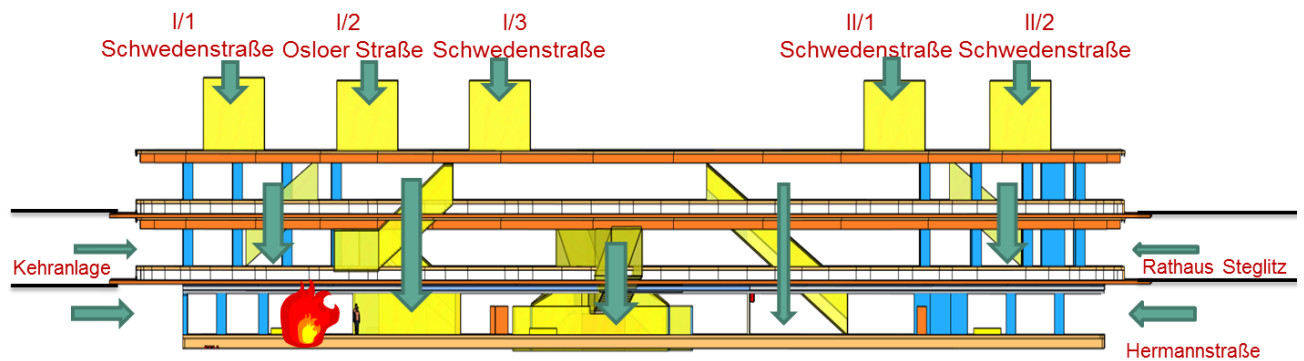 I/1
Schwedenstraße
I/2
Osloer Straße
I/3
Schwedenstraße
II/1
Schwedenstraße
II/2
Schwedenstraße
Kehranlage
Rathaus Steglitz
Hermannstraße